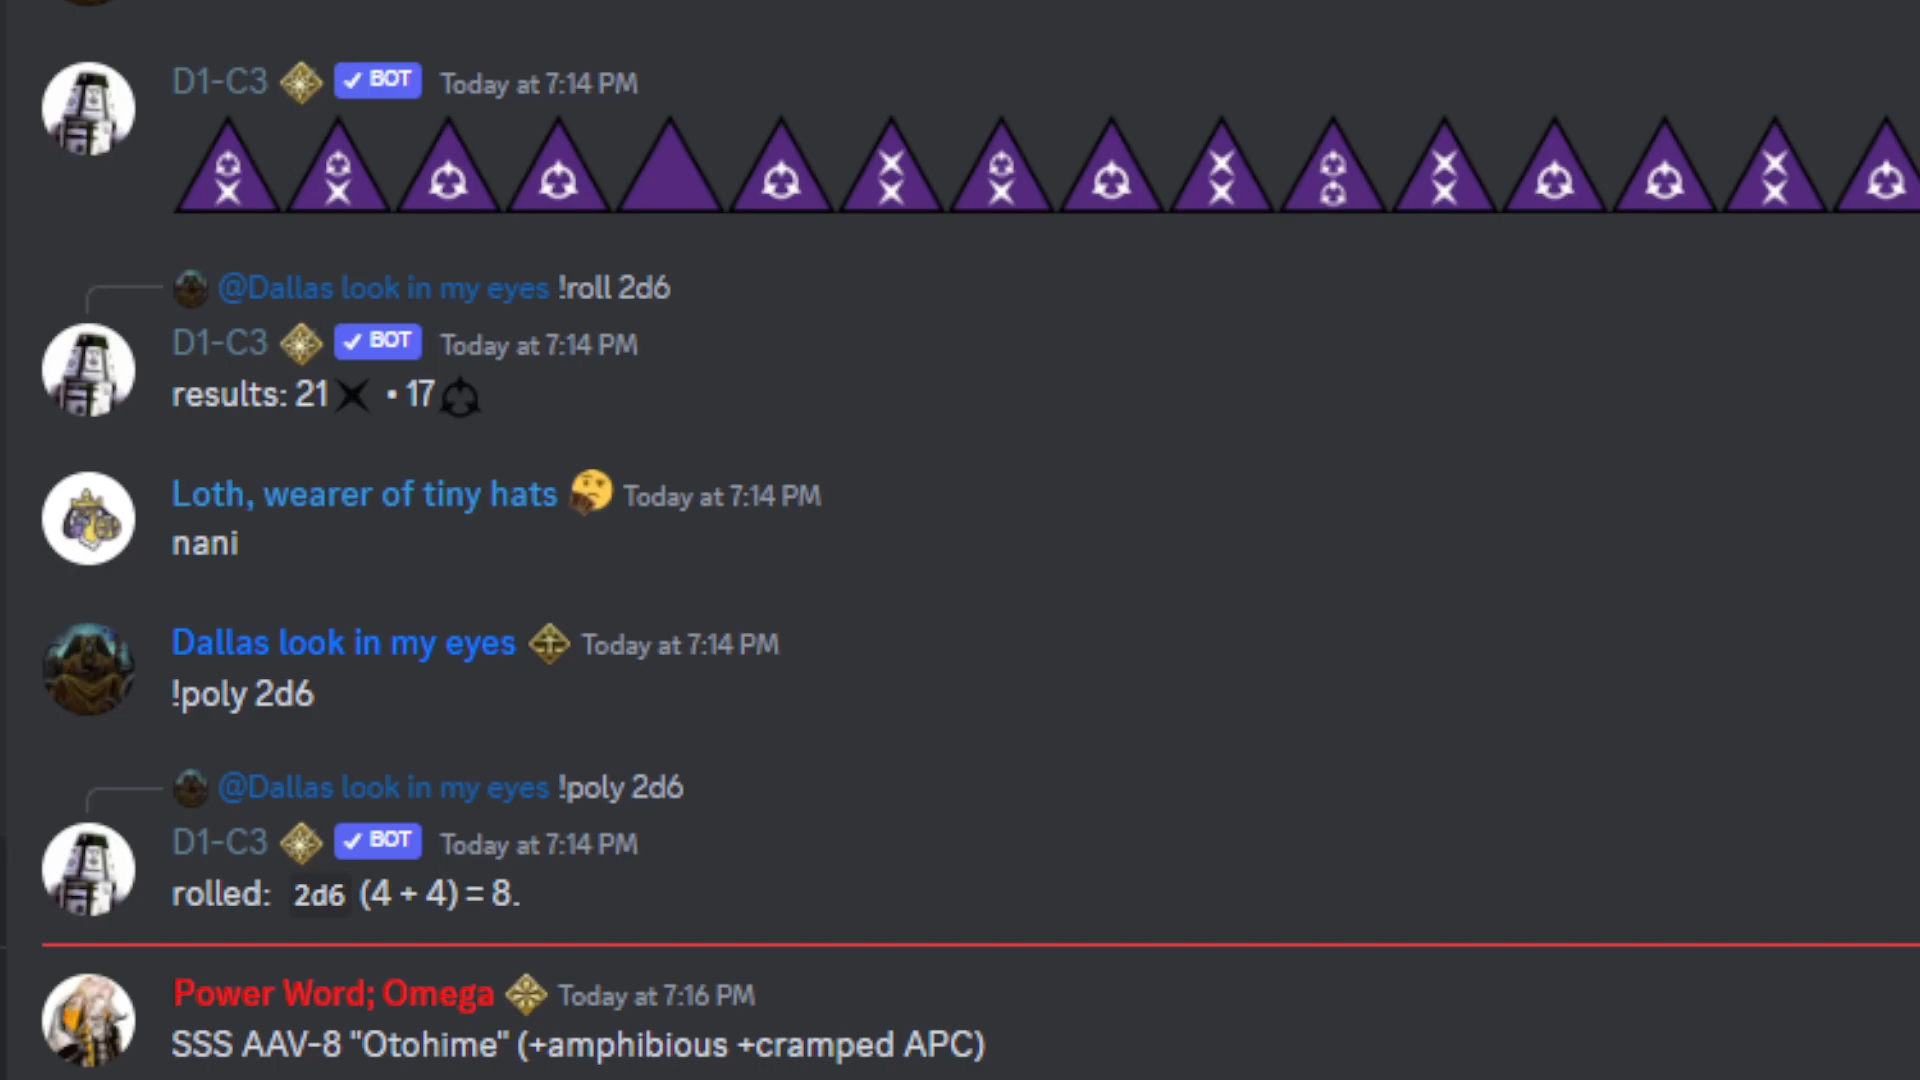 D1-C3 BOT Today at 7:14 PM
@Dallas look in my eyes !roll 2d6
D1-C3 BOT Today at 7:14 PM
results: 21 • 17
Loth, wearer of tiny hats Today at 7:14 PM
nani
Dallas look in my eyes Today at 7:14 PM
!poly 2d6
@Dallas look in my eyes !poly 2d6
D1-C3 BOT Today at 7:14 PM
rolled: 2d6 (4 + 4) = 8.
Power Word; Omega Today at 7:16 PM
SSS AAV-8 "Otohime" (+amphibious +cramped APC)